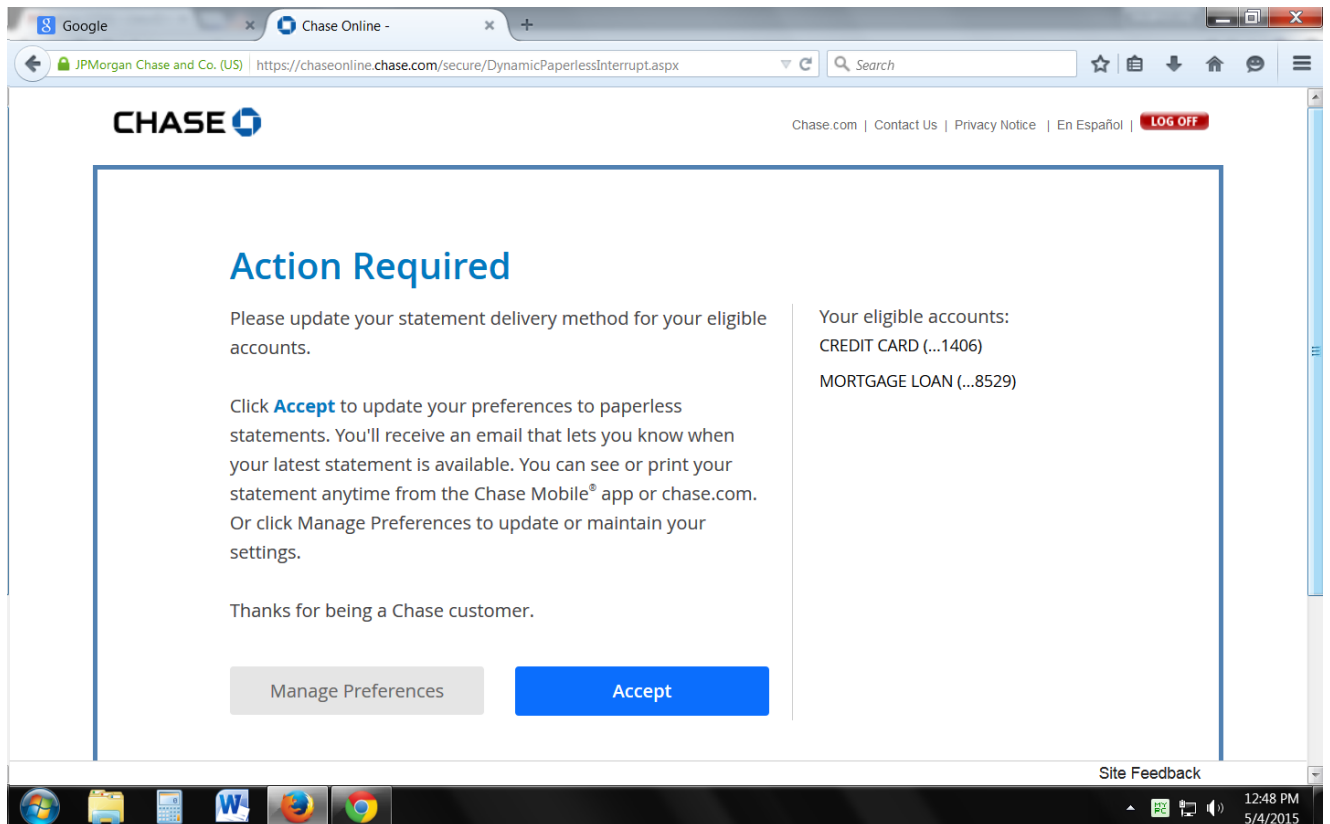 Google
Chase Online -
JPMorgan Chase and Co. (US)
https://chaseonline.chase.com/secure/DynamicPaperlessInterrupt.aspx
Search
CHASE
Chase.com | Contact Us | Privacy Notice | En Español | LOG OFF
Action Required
Please update your statement delivery method for your eligible
accounts.
Click Accept to update your preferences to paperless
statements. You'll receive an email that lets you know when
your latest statement is available. You can see or print your
statement anytime from the Chase Mobile® app or chase.com.
Or click Manage Preferences to update or maintain your
settings.
Thanks for being a Chase customer.
Manage Preferences
Accept
Your eligible accounts:
CREDIT CARD (...1406)
MORTGAGE LOAN (...8529)
Site Feedback
12:48 PM
5/4/2015